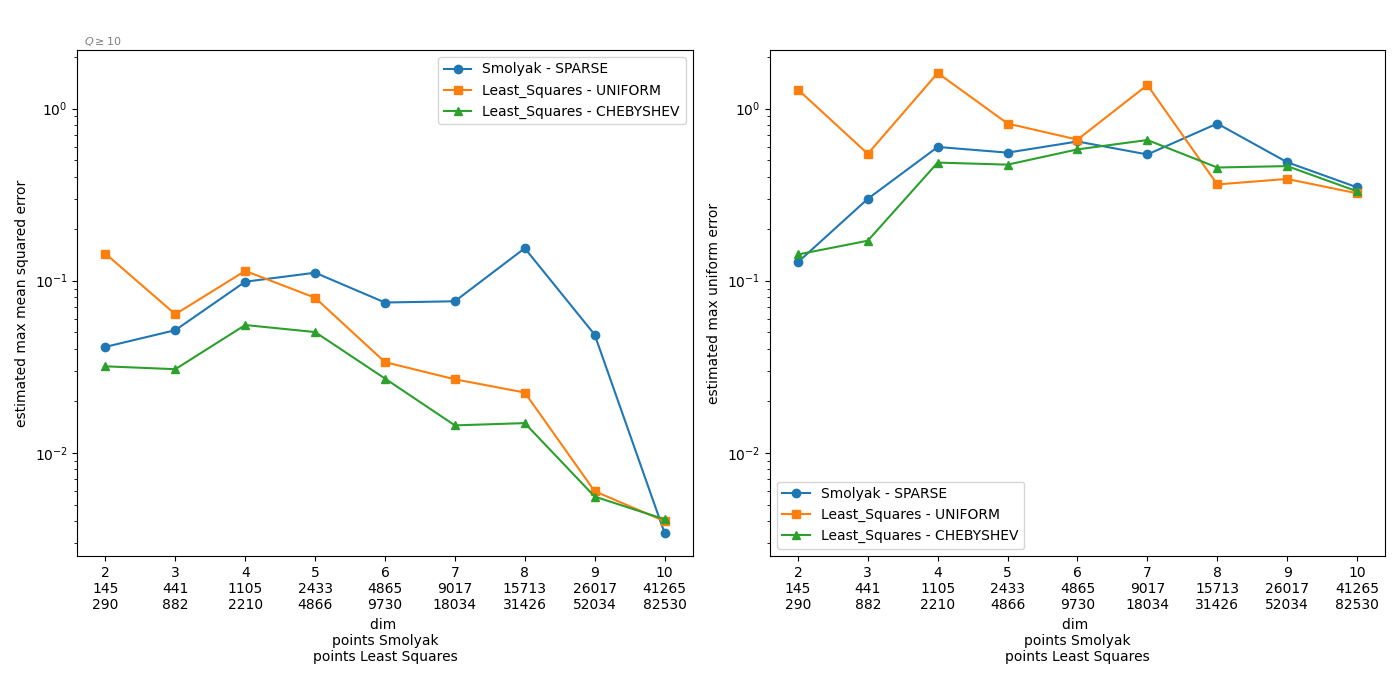 Q ≥ 10
estimated max mean squared error
10⁰
10⁻¹
10⁻²
Smolyak - SPARSE
Least_Squares - UNIFORM
Least_Squares - CHEBYSHEV
2 3 4 5 6 7 8 9 10
145 441 1105 2433 4865 9017 15713 26017 41265
290 882 2210 4866 9730 18034 31426 52034 82530
dim
points Smolyak
points Least Squares
estimated max uniform error
10⁰
10⁻¹
10⁻²
Smolyak - SPARSE
Least_Squares - UNIFORM
Least_Squares - CHEBYSHEV
2 3 4 5 6 7 8 9 10
145 441 1105 2433 4865 9017 15713 26017 41265
290 882 2210 4866 9730 18034 31426 52034 82530
dim
points Smolyak
points Least Squares